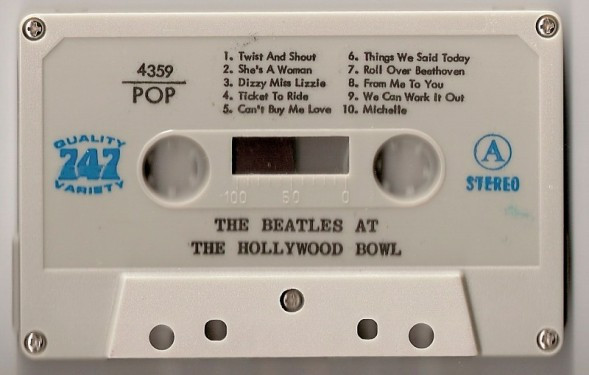 4359
POP
1. Twist And Shout
2. She's A Woman
3. Dizzy Miss Lizzie
4. Ticket To Ride
5. Can't Buy Me Love
6. Things We Said Today
7. Roll Over Beethoven
8. From Me To You
9. We Can Work It Out
10. Michelle
QUALITY
747
VARIETY
A
STEREO
100 50 0
THE BEATLES AT
THE HOLLYWOOD BOWL